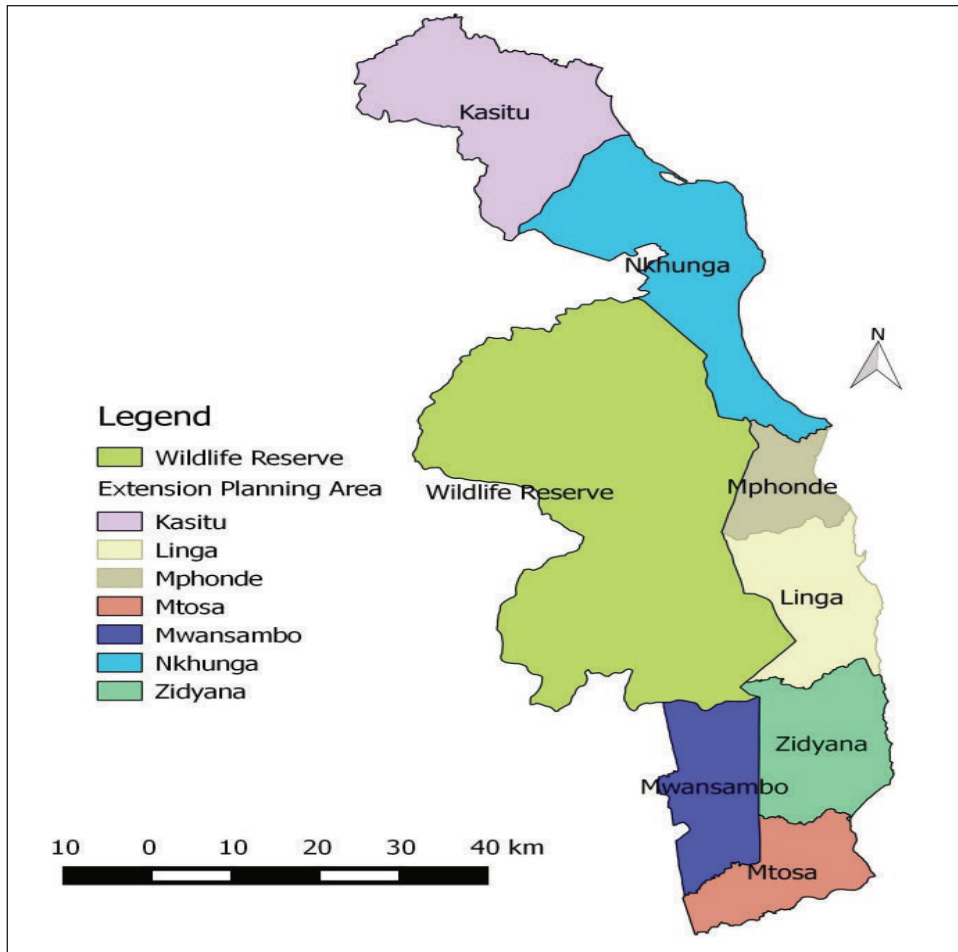 Kasitu
Nkhunga
N
Legend
Wildlife Reserve
Extension Planning Area
Kasitu
Linga
Mphonde
Mtosa
Mwansambo
Nkhunga
Zidyana
Wildlife Reserve
Mphonde
Linga
Zidyana
Mwansambo
Mtosa
10 0 10 20 30 40 km